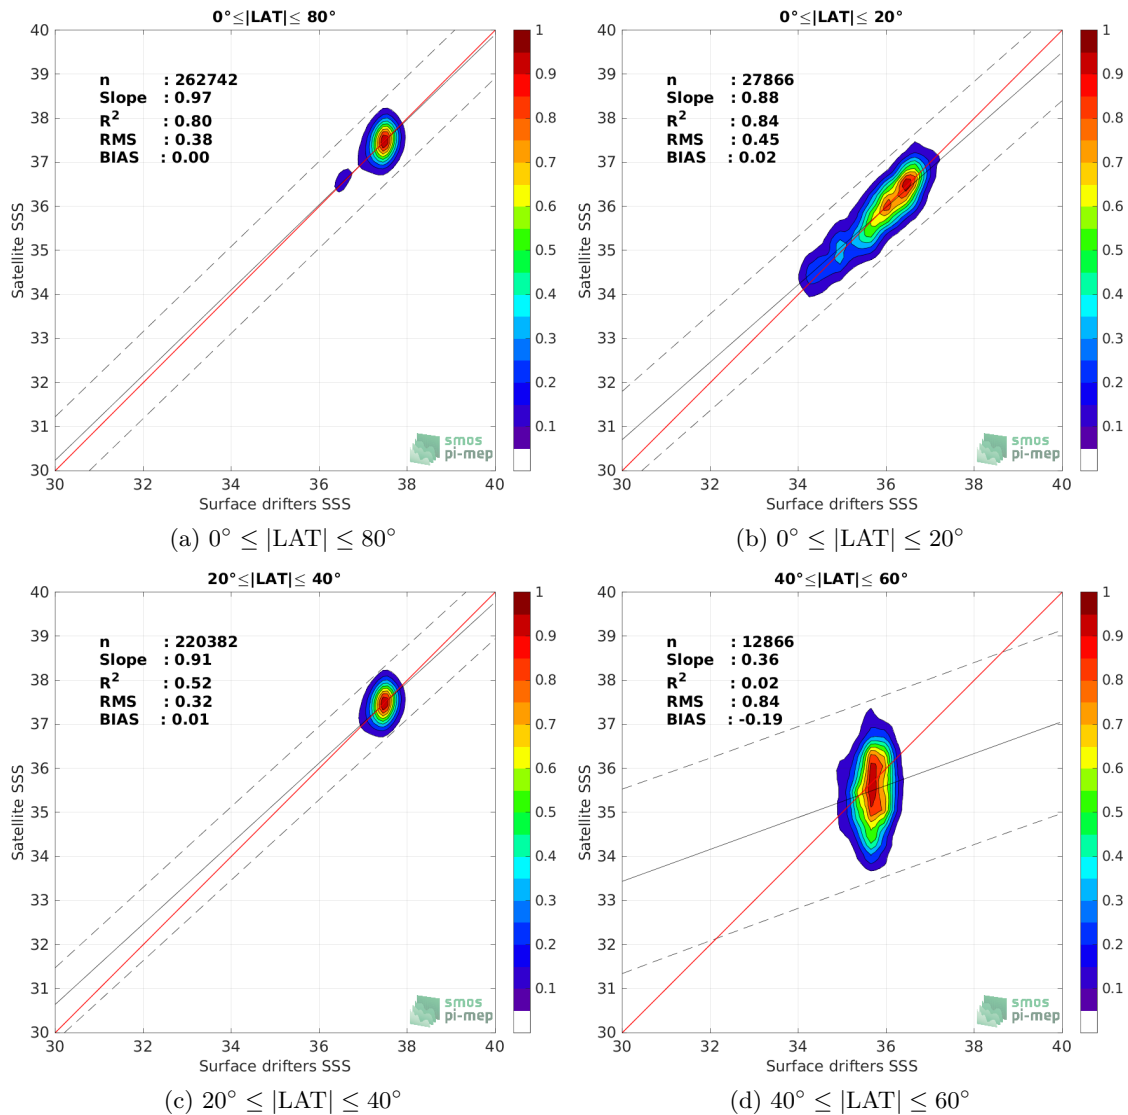 0°≤|LAT|≤ 80°
n : 262742
Slope : 0.97
R2 : 0.80
RMS : 0.38
BIAS : 0.00
40
39
38
37
36
35
34
33
32
31
30
30 32 34 36 38 40
Satellite SSS
Surface drifters SSS
1
0.9
0.8
0.7
0.6
0.5
0.4
0.3
0.2
0.1
smos
pi-mep
(a) 0° ≤ |LAT| ≤ 80°
0°≤|LAT|≤ 20°
n : 27866
Slope : 0.88
R2 : 0.84
RMS : 0.45
BIAS : 0.02
40
39
38
37
36
35
34
33
32
31
30
30 32 34 36 38 40
Satellite SSS
Surface drifters SSS
1
0.9
0.8
0.7
0.6
0.5
0.4
0.3
0.2
0.1
smos
pi-mep
(b) 0° ≤ |LAT| ≤ 20°
20°≤|LAT|≤ 40°
n : 220382
Slope : 0.91
R2 : 0.52
RMS : 0.32
BIAS : 0.01
40
39
38
37
36
35
34
33
32
31
30
30 32 34 36 38 40
Satellite SSS
Surface drifters SSS
1
0.9
0.8
0.7
0.6
0.5
0.4
0.3
0.2
0.1
smos
pi-mep
(c) 20° ≤ |LAT| ≤ 40°
40°≤|LAT|≤ 60°
n : 12866
Slope : 0.36
R2 : 0.02
RMS : 0.84
BIAS : -0.19
40
39
38
37
36
35
34
33
32
31
30
30 32 34 36 38 40
Satellite SSS
Surface drifters SSS
1
0.9
0.8
0.7
0.6
0.5
0.4
0.3
0.2
0.1
smos
pi-mep
(d) 40° ≤ |LAT| ≤ 60°